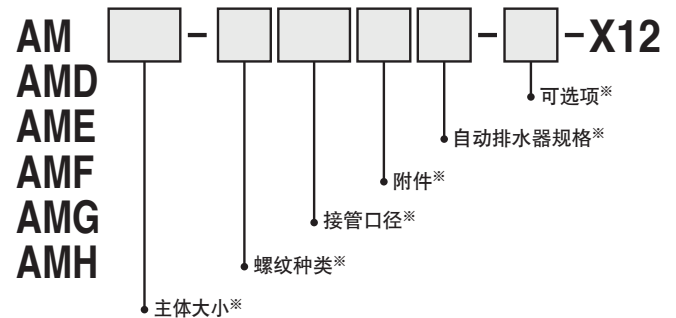 AM - - - X12
AMD
可选项※
AME
自动排水器规格※
AMF
附件※
AMG
接管口径※
AMH
螺纹种类※
主体大小※